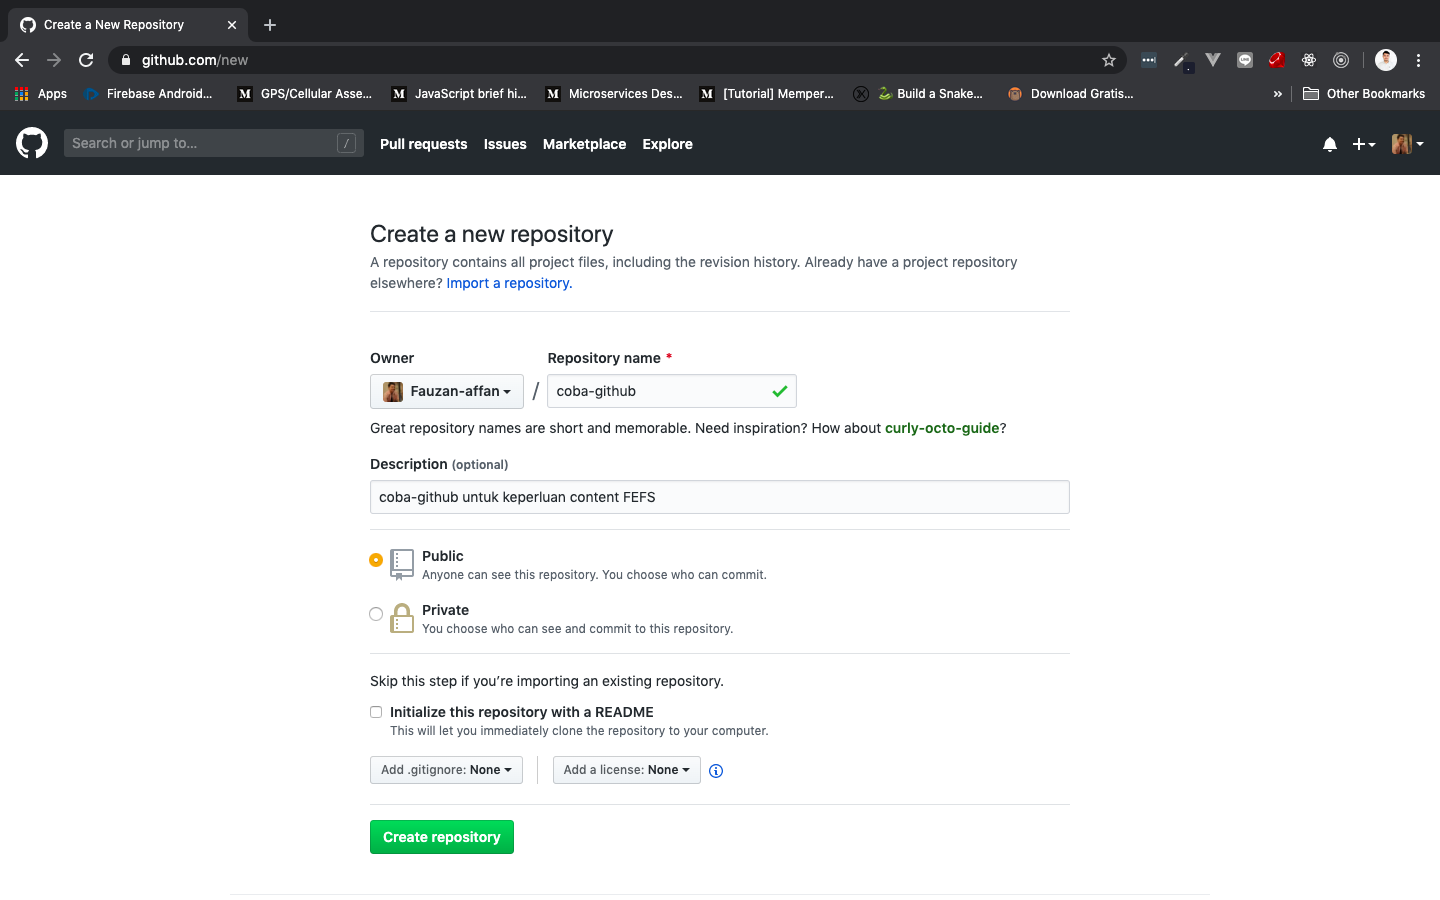 Create a New Repository
github.com/new
Apps
Firebase Android...
GPS/Cellular Asse...
JavaScript brief hi...
Microservices Des...
[Tutorial] Memper...
Build a Snake...
Download Gratis...
»
Other Bookmarks
Search or jump to...
/
Pull requests
Issues
Marketplace
Explore
Create a new repository
A repository contains all project files, including the revision history. Already have a project repository
elsewhere? Import a repository.
Owner
Repository name *
Fauzan-affan
/
coba-github
Great repository names are short and memorable. Need inspiration? How about curly-octo-guide?
Description (optional)
coba-github untuk keperluan content FEFS
Public
Anyone can see this repository. You choose who can commit.
Private
You choose who can see and commit to this repository.
Skip this step if you’re importing an existing repository.
Initialize this repository with a README
This will let you immediately clone the repository to your computer.
Add .gitignore: None
Add a license: None
Create repository